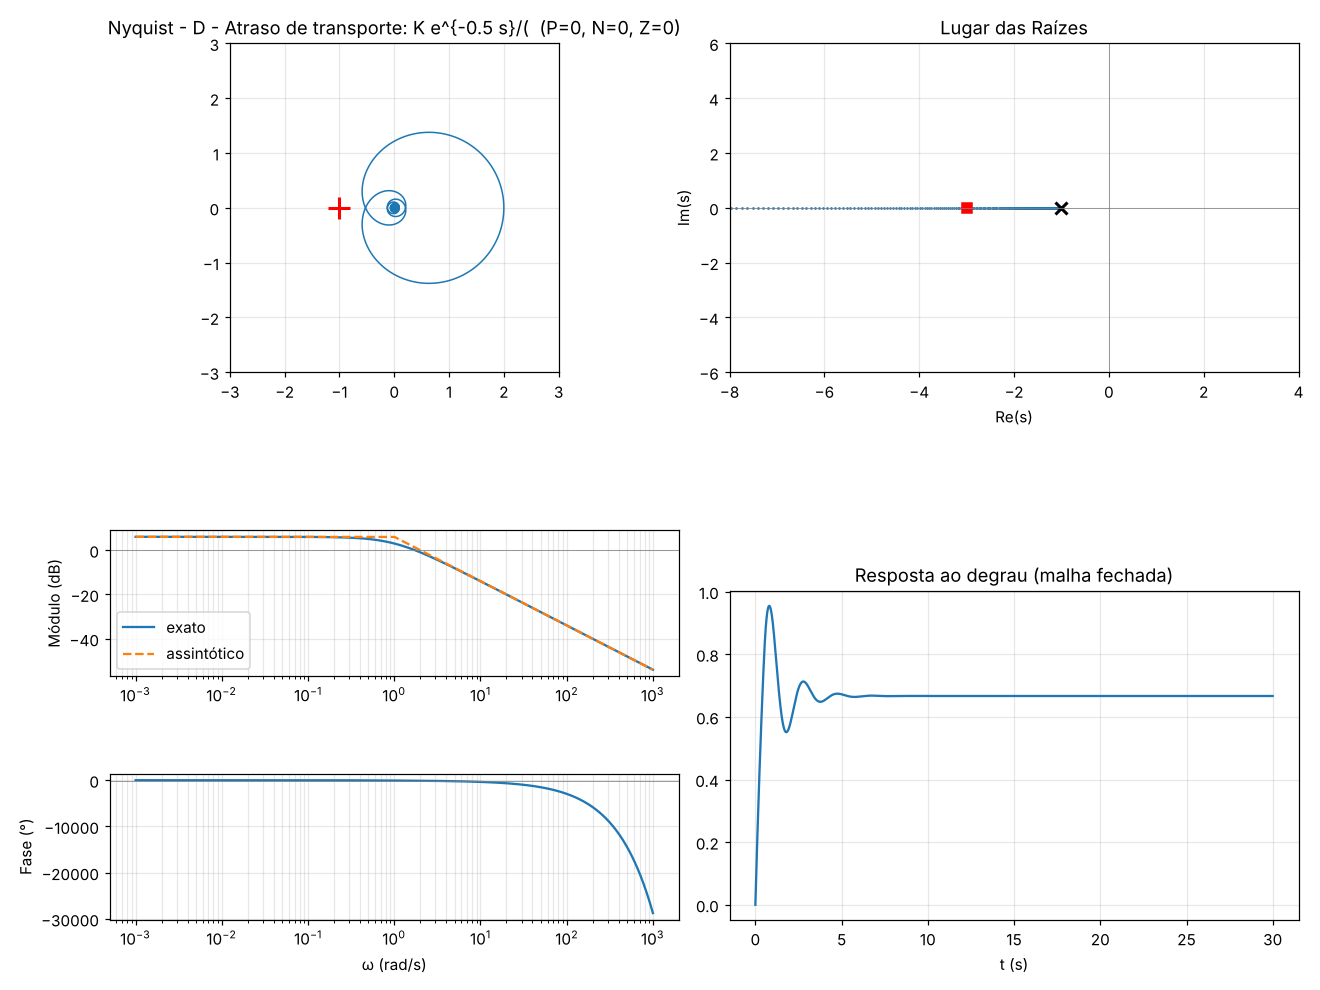 Nyquist - D - Atraso de transporte: K e^{-0.5 s}/(  (P=0, N=0, Z=0)
3
2
1
0
−1
−2
−3
−3 −2 −1 0 1 2 3
Lugar das Raízes
Im(s)
6
4
2
0
−2
−4
−6
−8 −6 −4 −2 0 2 4
Re(s)
Módulo (dB)
0
−20
−40
exato
assintótico
10⁻³ 10⁻² 10⁻¹ 10⁰ 10¹ 10² 10³
Fase (°)
0
−10000
−20000
−30000
10⁻³ 10⁻² 10⁻¹ 10⁰ 10¹ 10² 10³
ω (rad/s)
Resposta ao degrau (malha fechada)
1.0
0.8
0.6
0.4
0.2
0.0
0 5 10 15 20 25 30
t (s)